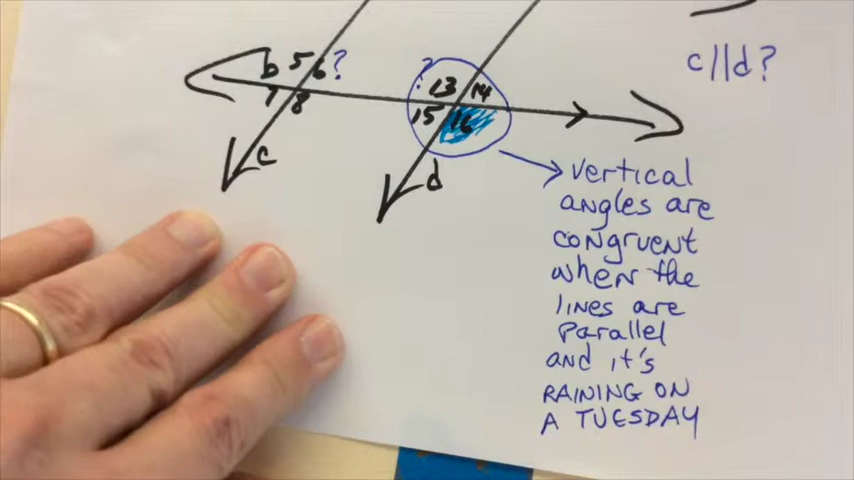 b 5 6 ?
7 8
?
13 14
15 16
c
d
c||d?
vertical
angles are
congruent
when the
lines are
parallel
and it's
RAINING ON
A TUESDAY